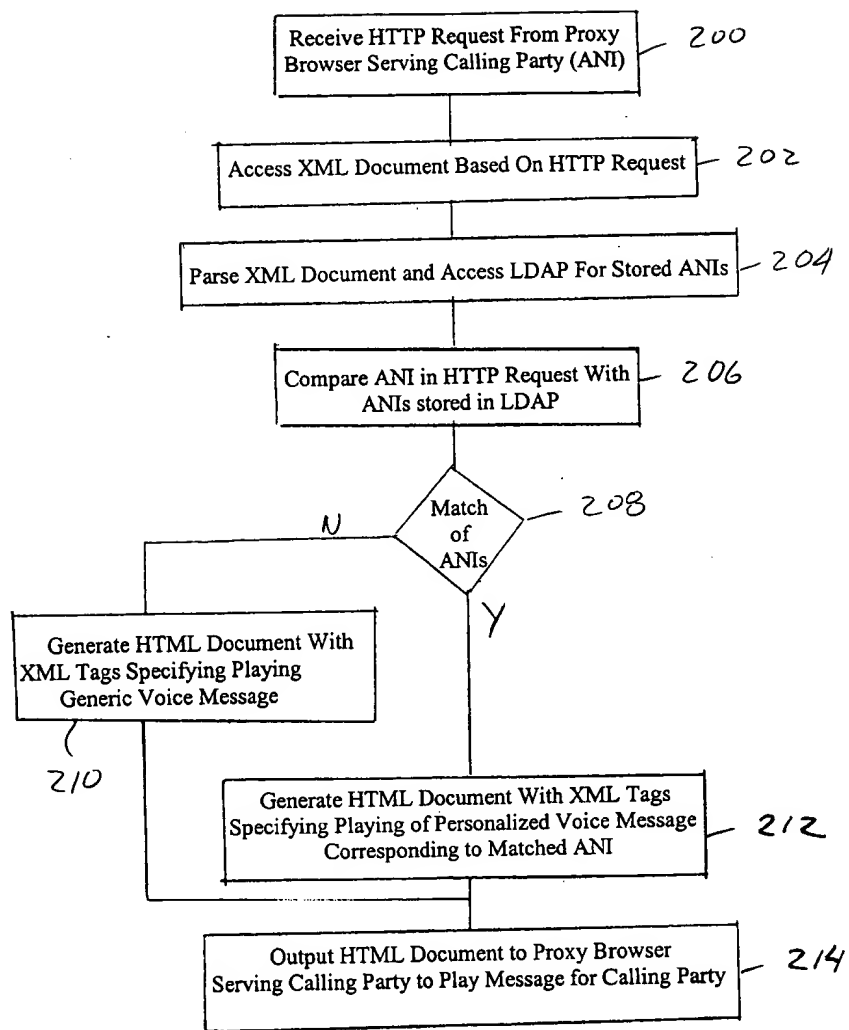 Receive HTTP Request From Proxy
Browser Serving Calling Party (ANI)
200
Access XML Document Based On HTTP Request
202
Parse XML Document and Access LDAP For Stored ANIs
204
Compare ANI in HTTP Request With
ANIs stored in LDAP
206
Match
of
ANIs
208
N
Y
Generate HTML Document With
XML Tags Specifying Playing
Generic Voice Message
210
Generate HTML Document With XML Tags
Specifying Playing of Personalized Voice Message
Corresponding to Matched ANI
212
Output HTML Document to Proxy Browser
Serving Calling Party to Play Message for Calling Party
214